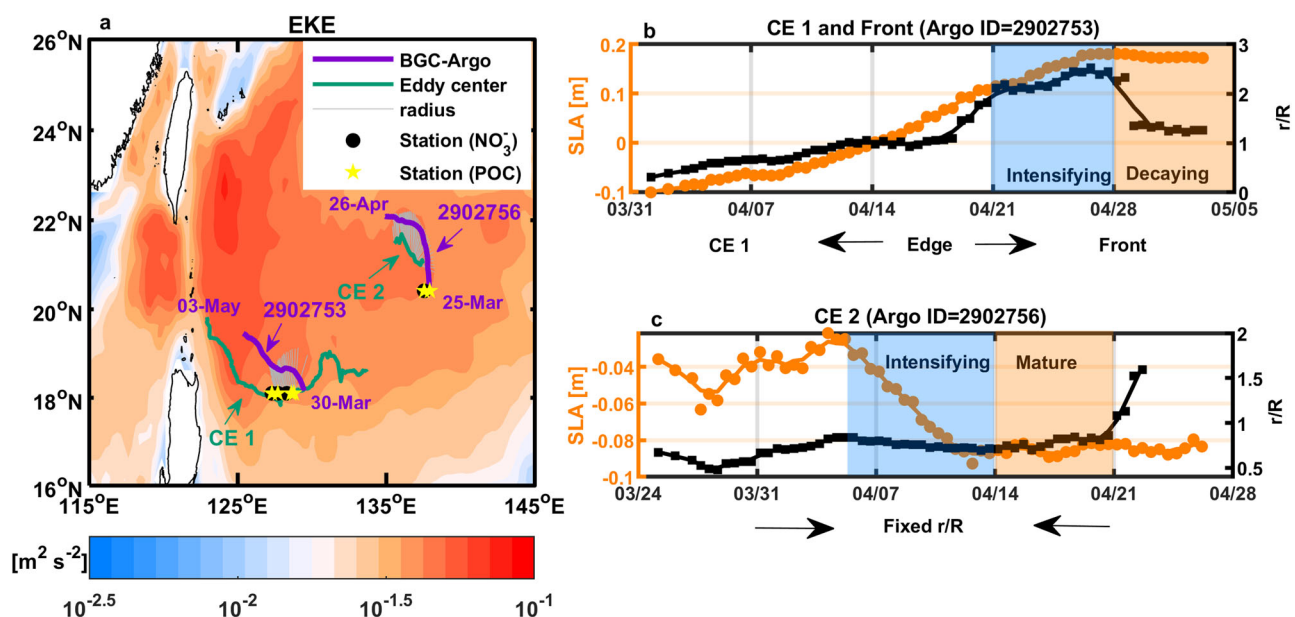 a
EKE
26°N
24°N
22°N
20°N
18°N
16°N
115°E
125°E
135°E
145°E
BGC-Argo
Eddy center
radius
Station (NO₃⁻)
Station (POC)
26-Apr
2902756
CE 2
25-Mar
03-May
2902753
30-Mar
CE 1
[m² s⁻²]
10⁻²·⁵
10⁻²
10⁻¹·⁵
10⁻¹
b
CE 1 and Front (Argo ID=2902753)
0.2
0.1
0
-0.1
SLA [m]
3
2
1
0
r/R
Intensifying
Decaying
03/31
04/07
04/14
04/21
04/28
05/05
CE 1
Edge
Front
c
CE 2 (Argo ID=2902756)
-0.04
-0.06
-0.08
-0.1
SLA [m]
2
1.5
1
0.5
r/R
Intensifying
Mature
03/24
03/31
04/07
04/14
04/21
04/28
Fixed r/R